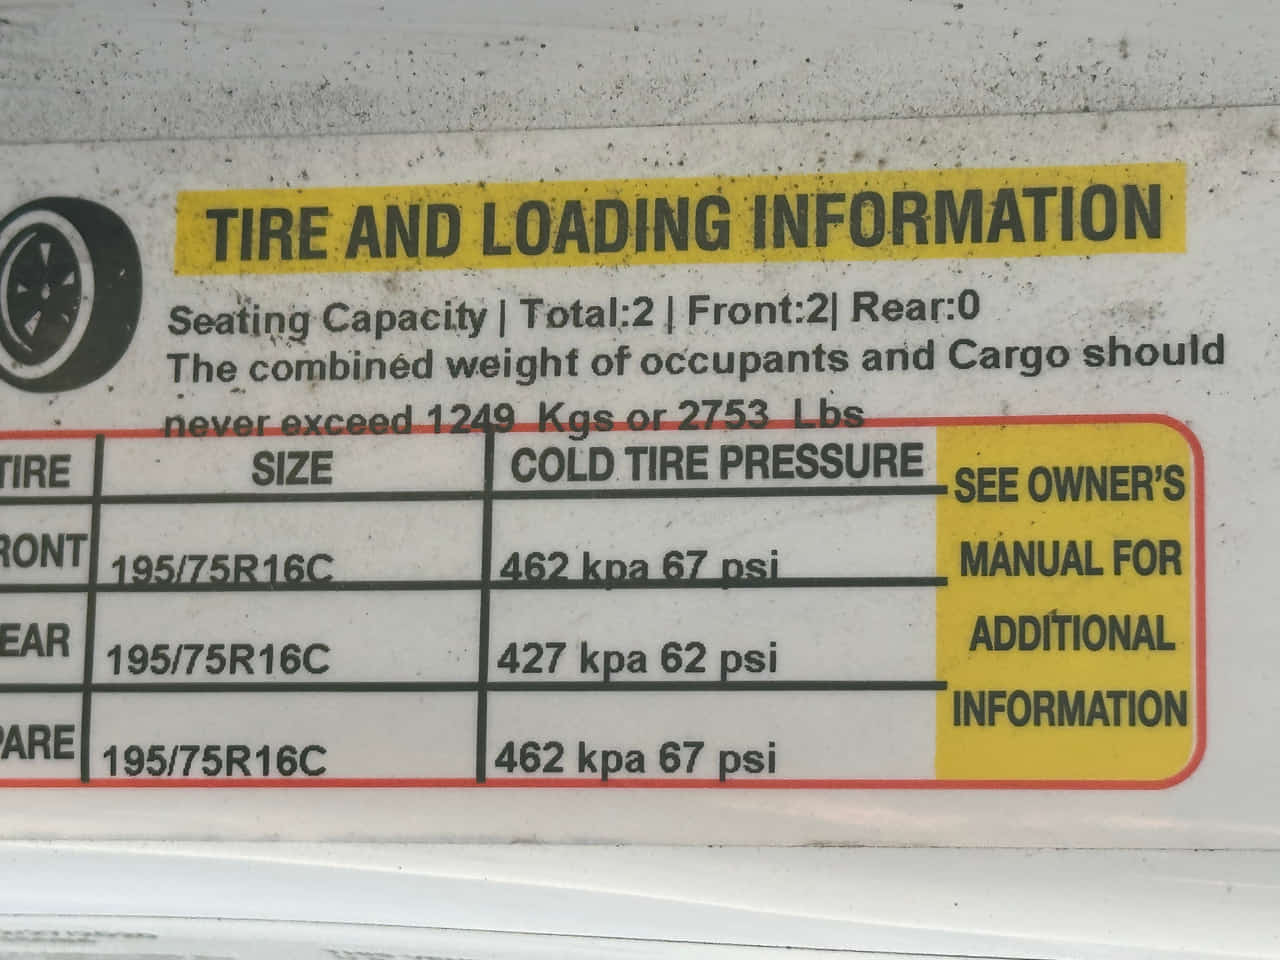 TIRE AND LOADING INFORMATION
Seating Capacity | Total:2 | Front:2| Rear:0
The combined weight of occupants and Cargo should
never exceed 1249 Kgs or 2753 Lbs
TIRE SIZE COLD TIRE PRESSURE
RONT 195/75R16C 462 kpa 67 psi
EAR 195/75R16C 427 kpa 62 psi
PARE 195/75R16C 462 kpa 67 psi
SEE OWNER'S
MANUAL FOR
ADDITIONAL
INFORMATION